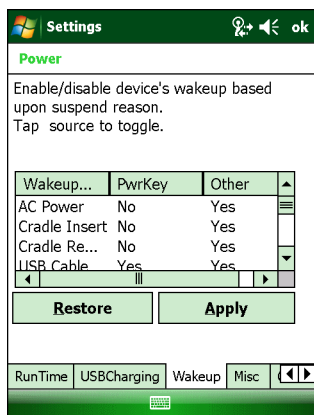 Settings ok
Power
Enable/disable device's wakeup based
upon suspend reason.
Tap source to toggle.
Wakeup... PwrKey Other
AC Power No Yes
Cradle Insert No Yes
Cradle Re... No Yes
USB Cable Yes Yes
Restore Apply
RunTime USBCharging Wakeup Misc